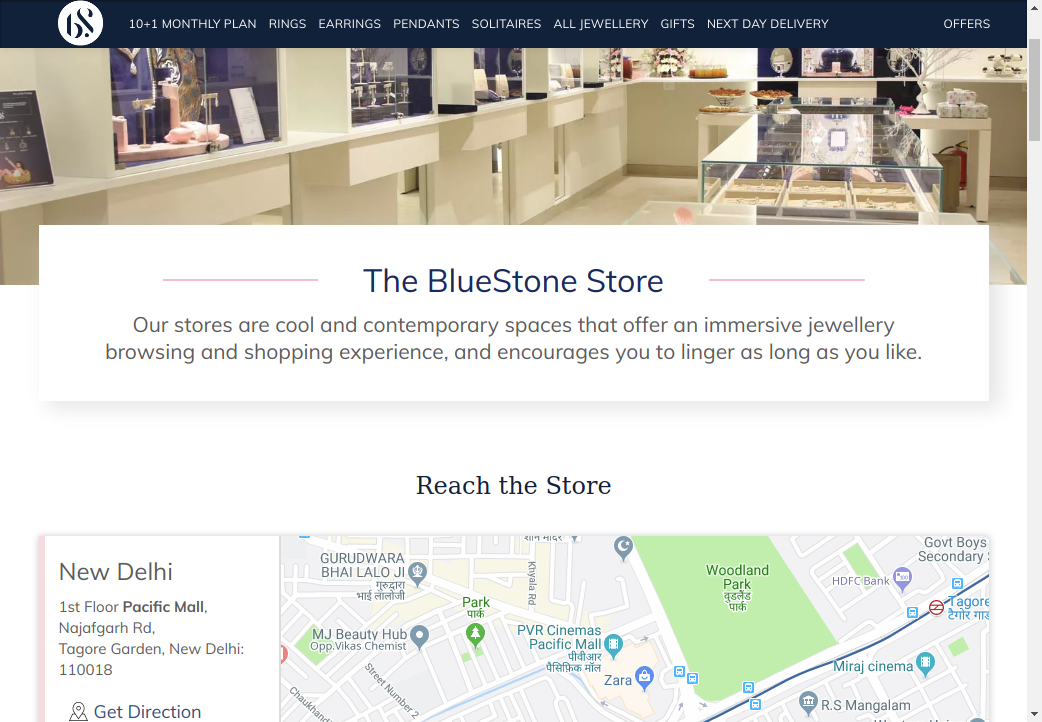 bs
10+1 MONTHLY PLAN RINGS EARRINGS PENDANTS SOLITAIRES ALL JEWELLERY GIFTS NEXT DAY DELIVERY OFFERS
The BlueStone Store
Our stores are cool and contemporary spaces that offer an immersive jewellery
browsing and shopping experience, and encourages you to linger as long as you like.
Reach the Store
New Delhi
1st Floor Pacific Mall,
Najafgarh Rd,
Tagore Garden, New Delhi:
110018
Get Direction
GURUDWARA
BHAI LALO JI
गुरुद्वारा
भाई लालोजी
Khyala Rd
Park
पार्क
MJ Beauty Hub
Opp.Vikas Chemist
Street Number 2
Chaukhandi
PVR Cinemas
Pacific Mall
पीवीआर
पैसिफ़िक मॉल
Zara
Woodland
Park
वुडलैंड
पार्क
Govt Boys
Secondary
HDFC Bank
Tagore
टैगोर गार्ड
Miraj cinema
R.S Mangalam